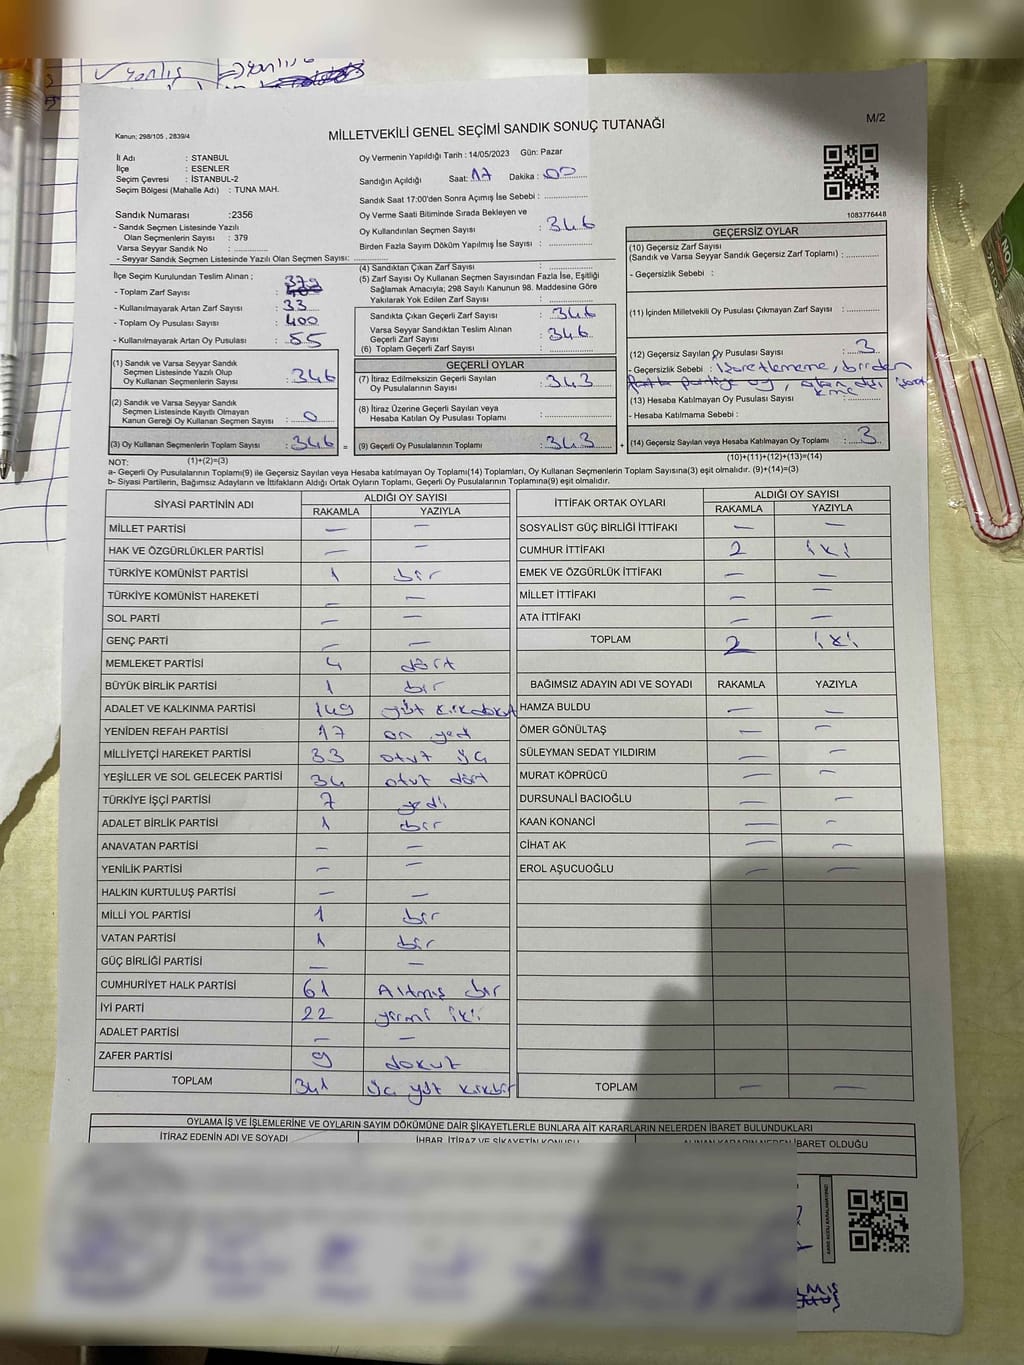 yanlış
Kanun; 298/105 , 2839/4
MİLLETVEKİLİ GENEL SEÇİMİ SANDIK SONUÇ TUTANAĞI
M/2
İl Adı : STANBUL
İlçe : ESENLER
Seçim Çevresi : İSTANBUL-2
Seçim Bölgesi (Mahalle Adı) : TUNA MAH.
Sandık Numarası :2356
- Sandık Seçmen Listesinde Yazılı
Olan Seçmenlerin Sayısı : 379
Varsa Seyyar Sandık No : ..............
- Seyyar Sandık Seçmen Listesinde Yazılı Olan Seçmen Sayısı: ..............
Oy Vermenin Yapıldığı Tarih : 14/05/2023 Gün: Pazar
Sandığın Açıldığı Saat: 17 Dakika : 00
Sandık Saat 17:00'den Sonra Açımış İse Sebebi : ..............
Oy Verme Saati Bitiminde Sırada Bekleyen ve
Oy Kullandırılan Seçmen Sayısı : 346
Birden Fazla Sayım Döküm Yapılmış İse Sayısı : ..............
1083776448
İlçe Seçim Kurulundan Teslim Alınan ;
- Toplam Zarf Sayısı :
- Kullanılmayarak Artan Zarf Sayısı : 33
- Toplam Oy Pusulası Sayısı : 400
- Kullanılmayarak Artan Oy Pusulası : 55
(1) Sandık ve Varsa Seyyar Sandık
Seçmen Listesinde Yazılı Olup
Oy Kullanan Seçmenlerin Sayısı : 346
(2) Sandık ve Varsa Seyyar Sandık
Seçmen Listesinde Kayıtlı Olmayan
Kanun Gereği Oy Kullanan Seçmen Sayısı : 0
(3) Oy Kullanan Seçmenlerin Toplam Sayısı : 346 =
(4) Sandıktan Çıkan Zarf Sayısı : ..............
(5) Zarf Sayısı Oy Kullanan Seçmen Sayısından Fazla İse, Eşitliği
Sağlamak Amacıyla; 298 Sayılı Kanunun 98. Maddesine Göre
Yakılarak Yok Edilen Zarf Sayısı : ..............
Sandıkta Çıkan Geçerli Zarf Sayısı : 346
Varsa Seyyar Sandıktan Teslim Alınan
Geçerli Zarf Sayısı : 346
(6) Toplam Geçerli Zarf Sayısı : ..............
GEÇERLİ OYLAR
(7) İtiraz Edilmeksizin Geçerli Sayılan
Oy Pusulalarının Sayısı : 343
(8) İtiraz Üzerine Geçerli Sayılan veya
Hesaba Katılan Oy Pusulası Toplamı : ..............
(9) Geçerli Oy Pusulalarının Toplamı : 343 +
GEÇERSİZ OYLAR
(10) Geçersiz Zarf Sayısı
(Sandık ve Varsa Seyyar Sandık Geçersiz Zarf Toplamı) : ..............
- Geçersizlik Sebebi :
(11) İçinden Milletvekili Oy Pusulası Çıkmayan Zarf Sayısı : ..............
(12) Geçersiz Sayılan Oy Pusulası Sayısı : 3
- Geçersizlik Sebebi : İşaretlememe, birden
fazla partiye oy,
(13) Hesaba Katılmayan Oy Pusulası Sayısı : ..............
- Hesaba Katılmama Sebebi :
(14) Geçersiz Sayılan veya Hesaba Katılmayan Oy Toplamı : 3
NOT: (1)+(2)=(3)
(10)+(11)+(12)+(13)=(14)
a- Geçerli Oy Pusulalarının Toplamı(9) ile Geçersiz Sayılan veya Hesaba katılmayan Oy Toplamı(14) Toplamları, Oy Kullanan Seçmenlerin Toplam Sayısına(3) eşit olmalıdır. (9)+(14)=(3)
b- Siyasi Partilerin, Bağımsız Adayların ve İttifakların Aldığı Ortak Oyların Toplamı, Geçerli Oy Pusulalarının Toplamına(9) eşit olmalıdır.
SİYASİ PARTİNİN ADI ALDIĞI OY SAYISI
RAKAMLA YAZIYLA
MİLLET PARTİSİ — —
HAK VE ÖZGÜRLÜKLER PARTİSİ — —
TÜRKİYE KOMÜNİST PARTİSİ 1 bir
TÜRKİYE KOMÜNİST HAREKETİ — —
SOL PARTİ — —
GENÇ PARTİ — —
MEMLEKET PARTİSİ 4 dört
BÜYÜK BİRLİK PARTİSİ 1 bir
ADALET VE KALKINMA PARTİSİ 149 yüz kırkdokuz
YENİDEN REFAH PARTİSİ 17 on yedi
MİLLİYETÇİ HAREKET PARTİSİ 33 otuz üç
YEŞİLLER VE SOL GELECEK PARTİSİ 34 otuz dört
TÜRKİYE İŞÇİ PARTİSİ 7 yedi
ADALET BİRLİK PARTİSİ 1 bir
ANAVATAN PARTİSİ — —
YENİLİK PARTİSİ — —
HALKIN KURTULUŞ PARTİSİ — —
MİLLİ YOL PARTİSİ 1 bir
VATAN PARTİSİ 1 bir
GÜÇ BİRLİĞİ PARTİSİ — —
CUMHURİYET HALK PARTİSİ 61 Altmış bir
İYİ PARTİ 22 yirmi iki
ADALET PARTİSİ — —
ZAFER PARTİSİ 9 dokuz
TOPLAM 341 üç yüz kırkbir
İTTİFAK ORTAK OYLARI ALDIĞI OY SAYISI
RAKAMLA YAZIYLA
SOSYALİST GÜÇ BİRLİĞİ İTTİFAKI — —
CUMHUR İTTİFAKI 2 iki
EMEK VE ÖZGÜRLÜK İTTİFAKI — —
MİLLET İTTİFAKI — —
ATA İTTİFAKI — —
TOPLAM 2 iki
BAĞIMSIZ ADAYIN ADI VE SOYADI RAKAMLA YAZIYLA
HAMZA BULDU — —
ÖMER GÖNÜLTAŞ — —
SÜLEYMAN SEDAT YILDIRIM — —
MURAT KÖPRÜCÜ — —
DURSUNALİ BACIOĞLU — —
KAAN KONANCİ — —
CİHAT AK — —
EROL AŞUCUOĞLU — —
TOPLAM — —
OYLAMA İŞ VE İŞLEMLERİNE VE OYLARIN SAYIM DÖKÜMÜNE DAİR ŞİKAYETLERLE BUNLARA AİT KARARLARIN NELERDEN İBARET BULUNDUKLARI
İTİRAZ EDENİN ADI VE SOYADI İHBAR, İTİRAZ VE ŞİKAYETİN KONUSU ALINAN KARARIN NEDEN İBARET OLDUĞU